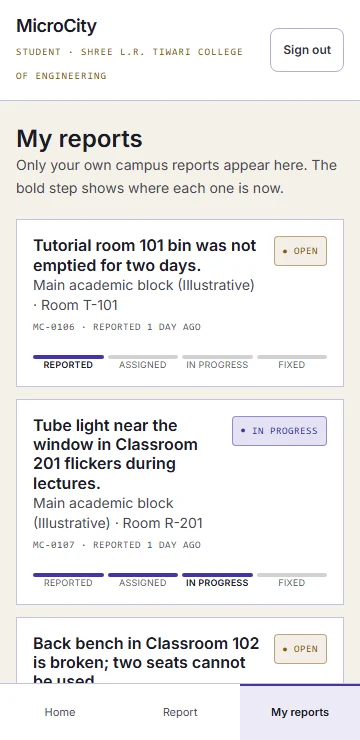 MicroCity
STUDENT · SHREE L.R. TIWARI COLLEGE
OF ENGINEERING
Sign out
My reports
Only your own campus reports appear here. The
bold step shows where each one is now.
Tutorial room 101 bin was not
emptied for two days.
OPEN
Main academic block (Illustrative)
· Room T-101
MC-0106 · REPORTED 1 DAY AGO
REPORTED ASSIGNED IN PROGRESS FIXED
Tube light near the
window in Classroom
201 flickers during
lectures.
IN PROGRESS
Main academic block
(Illustrative) · Room R-201
MC-0107 · REPORTED 1 DAY AGO
REPORTED ASSIGNED IN PROGRESS FIXED
Back bench in Classroom 102
is broken; two seats cannot
be used
OPEN
Home Report My reports